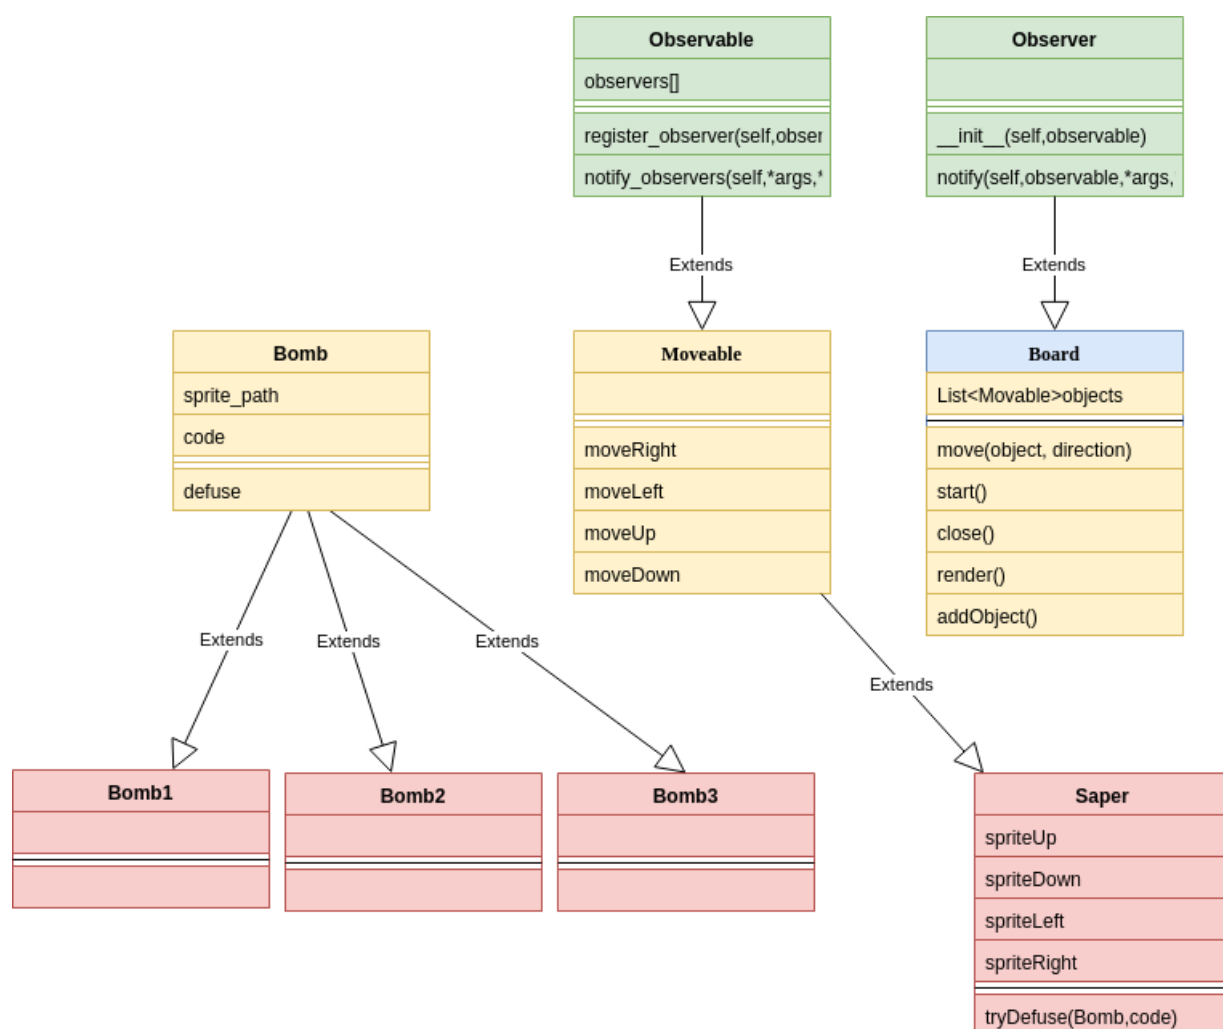 Observable
observers[]
register_observer(self,obser
notify_observers(self,*args,*
Observer
__init__(self,observable)
notify(self,observable,*args,
Extends
Extends
Bomb
sprite_path
code
defuse
Moveable
moveRight
moveLeft
moveUp
moveDown
Board
List<Movable>objects
move(object, direction)
start()
close()
render()
addObject()
Extends
Extends
Extends
Extends
Bomb1
Bomb2
Bomb3
Saper
spriteUp
spriteDown
spriteLeft
spriteRight
tryDefuse(Bomb,code)